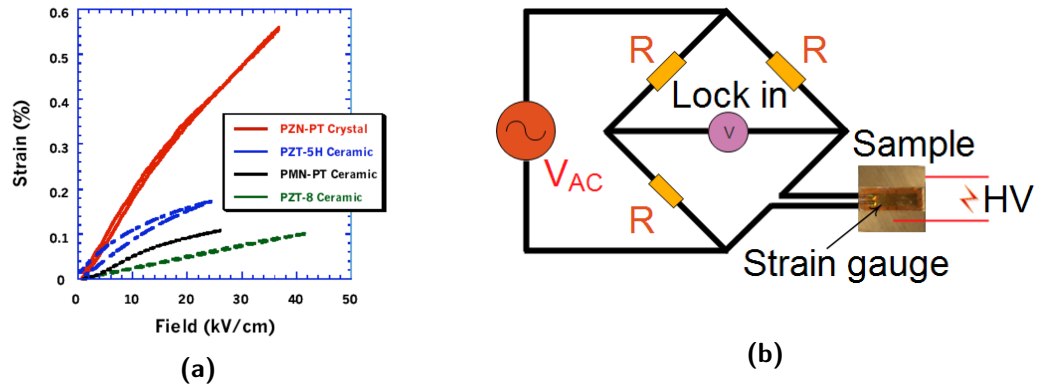 0.6
0.5
0.4
0.3
0.2
0.1
0
Strain (%)
PZN-PT Crystal
PZT-5H Ceramic
PMN-PT Ceramic
PZT-8 Ceramic
0 10 20 30 40 50
Field (kV/cm)
(a)
R R
Lock in
V
V_AC
R
Sample
HV
Strain gauge
(b)